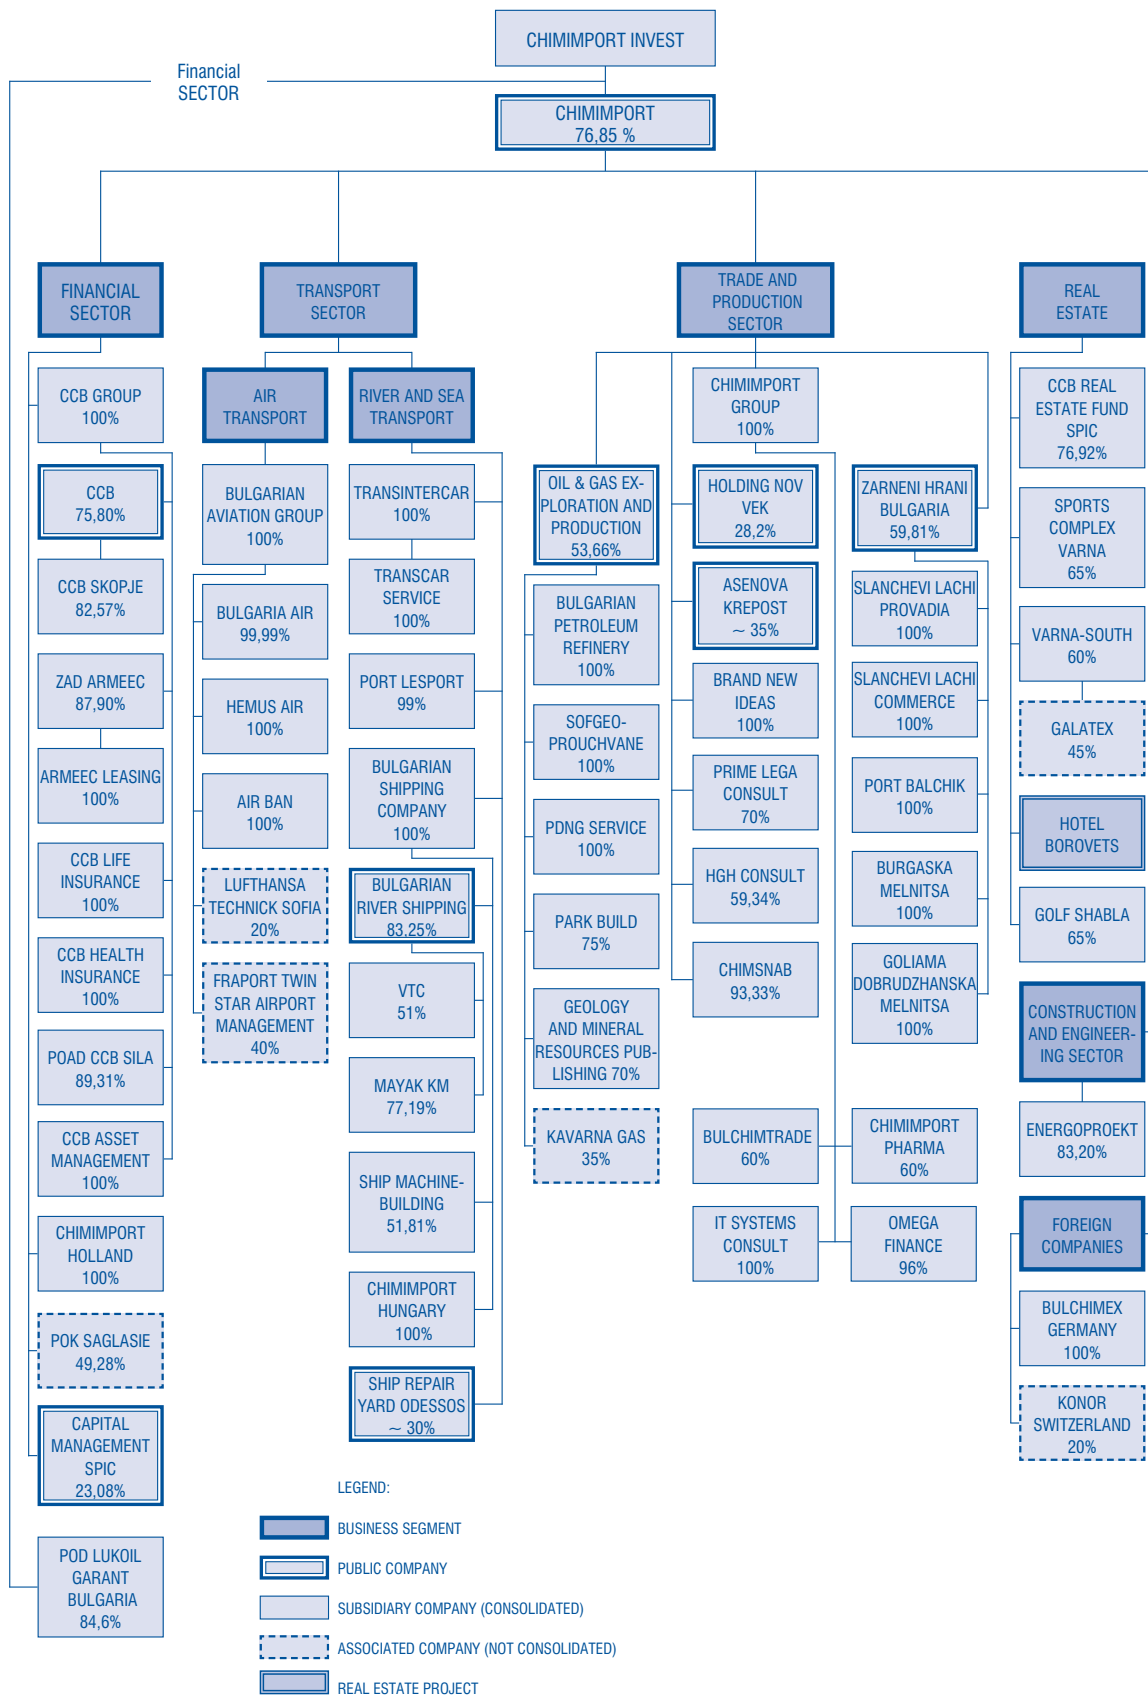 CHIMIMPORT INVEST
Financial
SECTOR
CHIMIMPORT
76,85 %
FINANCIAL
SECTOR
TRANSPORT
SECTOR
TRADE AND
PRODUCTION
SECTOR
REAL
ESTATE
CCB GROUP
100%
CCB
75,80%
CCB SKOPJE
82,57%
ZAD ARMEEC
87,90%
ARMEEC LEASING
100%
CCB LIFE
INSURANCE
100%
CCB HEALTH
INSURANCE
100%
POAD CCB SILA
89,31%
CCB ASSET
MANAGEMENT
100%
CHIMIMPORT
HOLLAND
100%
POK SAGLASIE
49,28%
CAPITAL
MANAGEMENT
SPIC
23,08%
POD LUKOIL
GARANT
BULGARIA
84,6%
AIR
TRANSPORT
BULGARIAN
AVIATION GROUP
100%
BULGARIA AIR
99,99%
HEMUS AIR
100%
AIR BAN
100%
LUFTHANSA
TECHNICK SOFIA
20%
FRAPORT TWIN
STAR AIRPORT
MANAGEMENT
40%
RIVER AND SEA
TRANSPORT
TRANSINTERCAR
100%
TRANSCAR
SERVICE
100%
PORT LESPORT
99%
BULGARIAN
SHIPPING
COMPANY
100%
BULGARIAN
RIVER SHIPPING
83,25%
VTC
51%
MAYAK KM
77,19%
SHIP MACHINE-
BUILDING
51,81%
CHIMIMPORT
HUNGARY
100%
SHIP REPAIR
YARD ODESSOS
~ 30%
OIL & GAS EX-
PLORATION AND
PRODUCTION
53,66%
BULGARIAN
PETROLEUM
REFINERY
100%
SOFGEO-
PROUCHVANE
100%
PDNG SERVICE
100%
PARK BUILD
75%
GEOLOGY
AND MINERAL
RESOURCES PUB-
LISHING 70%
KAVARNA GAS
35%
CHIMIMPORT
GROUP
100%
HOLDING NOV
VEK
28,2%
ASENOVA
KREPOST
~ 35%
BRAND NEW
IDEAS
100%
PRIME LEGA
CONSULT
70%
HGH CONSULT
59,34%
CHIMSNAB
93,33%
BULCHIMTRADE
60%
IT SYSTEMS
CONSULT
100%
ZARNENI HRANI
BULGARIA
59,81%
SLANCHEVI LACHI
PROVADIA
100%
SLANCHEVI LACHI
COMMERCE
100%
PORT BALCHIK
100%
BURGASKA
MELNITSA
100%
GOLIAMA
DOBRUDZHANSKA
MELNITSA
100%
CHIMIMPORT
PHARMA
60%
OMEGA
FINANCE
96%
CCB REAL
ESTATE FUND
SPIC
76,92%
SPORTS
COMPLEX
VARNA
65%
VARNA-SOUTH
60%
GALATEX
45%
HOTEL
BOROVETS
GOLF SHABLA
65%
CONSTRUCTION
AND ENGINEER-
ING SECTOR
ENERGOPROEKT
83,20%
FOREIGN
COMPANIES
BULCHIMEX
GERMANY
100%
KONOR
SWITZERLAND
20%
LEGEND:
BUSINESS SEGMENT
PUBLIC COMPANY
SUBSIDIARY COMPANY (CONSOLIDATED)
ASSOCIATED COMPANY (NOT CONSOLIDATED)
REAL ESTATE PROJECT